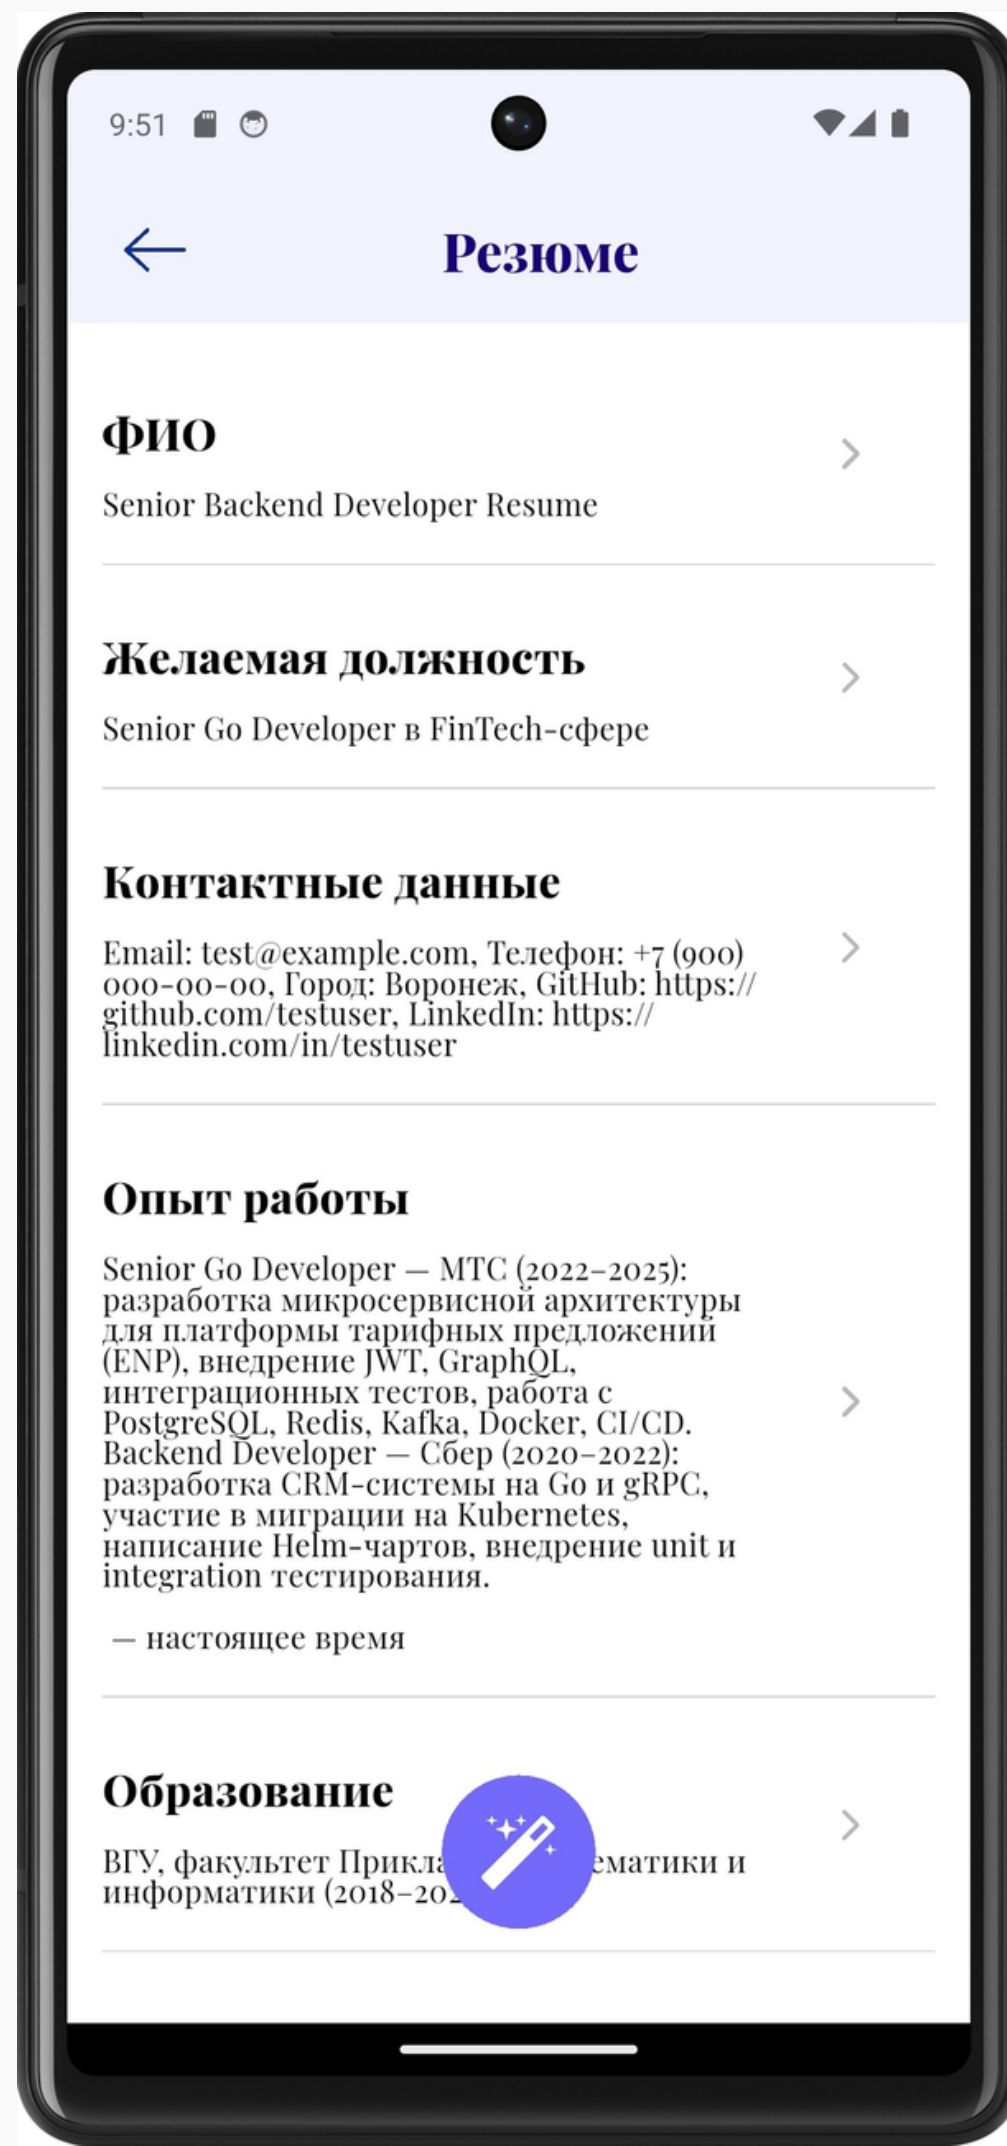 9:51
Резюме
ФИО
Senior Backend Developer Resume
Желаемая должность
Senior Go Developer в FinTech-сфере
Контактные данные
Email: test@example.com, Телефон: +7 (900)
000-00-00, Город: Воронеж, GitHub: https://
github.com/testuser, LinkedIn: https://
linkedin.com/in/testuser
Опыт работы
Senior Go Developer — МТС (2022–2025):
разработка микросервисной архитектуры
для платформы тарифных предложений
(ENP), внедрение JWT, GraphQL,
интеграционных тестов, работа с
PostgreSQL, Redis, Kafka, Docker, CI/CD.
Backend Developer — Сбер (2020–2022):
разработка CRM-системы на Go и gRPC,
участие в миграции на Kubernetes,
написание Helm-чартов, внедрение unit и
integration тестирования.
— настоящее время
Образование
ВГУ, факультет и
информатики